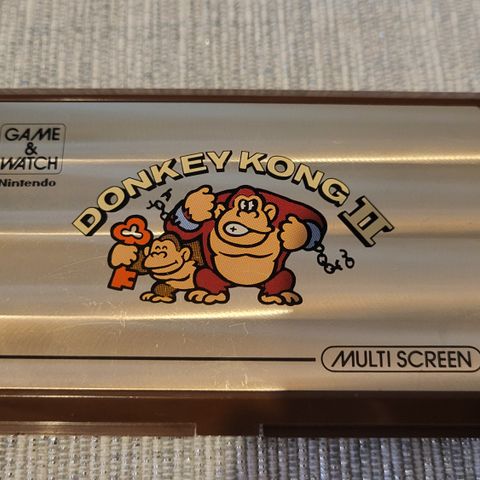 GAME
&
WATCH
Nintendo
DONKEY KONG II
MULTI SCREEN